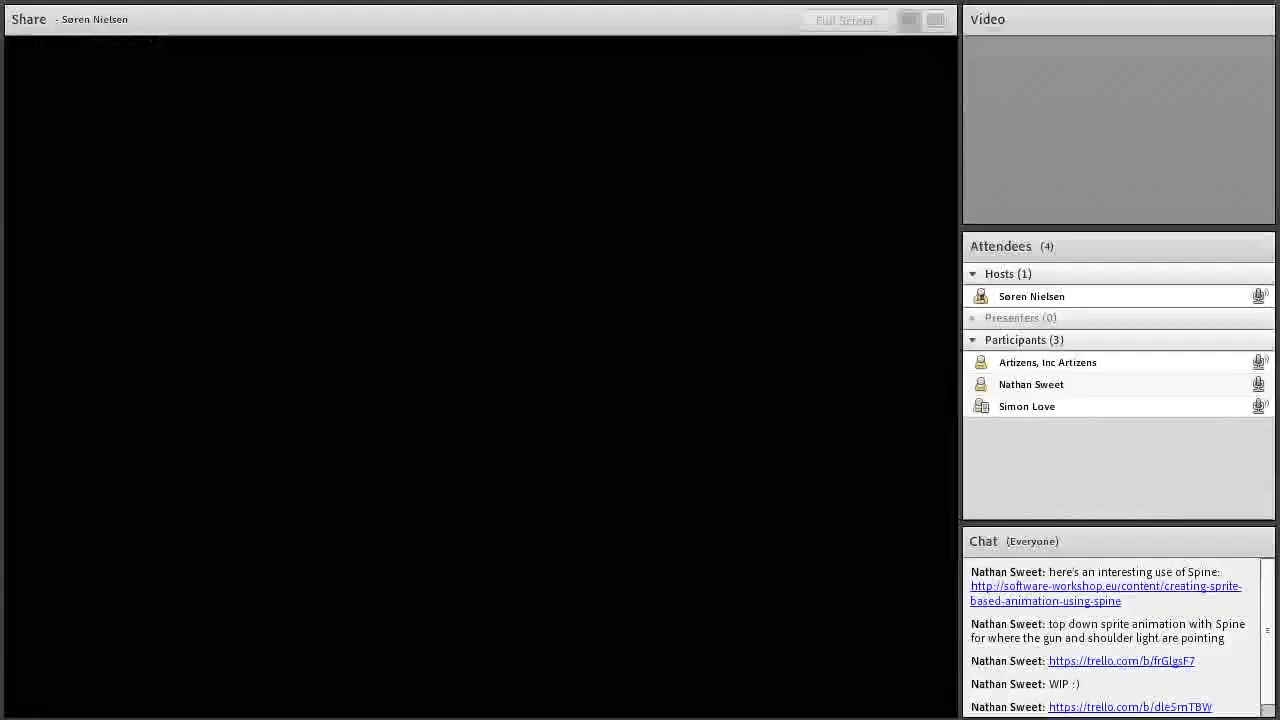 Share - Søren Nielsen
Full Screen
Video
Attendees (4)
Hosts (1)
Søren Nielsen
Presenters (0)
Participants (3)
Artizens, Inc Artizens
Nathan Sweet
Simon Love
Chat (Everyone)
Nathan Sweet: here's an interesting use of Spine:
http://software-workshop.eu/content/creating-sprite-
based-animation-using-spine
Nathan Sweet: top down sprite animation with Spine
for where the gun and shoulder light are pointing
Nathan Sweet: https://trello.com/b/frGlgsF7
Nathan Sweet: WIP :)
Nathan Sweet: https://trello.com/b/dle5mTBW